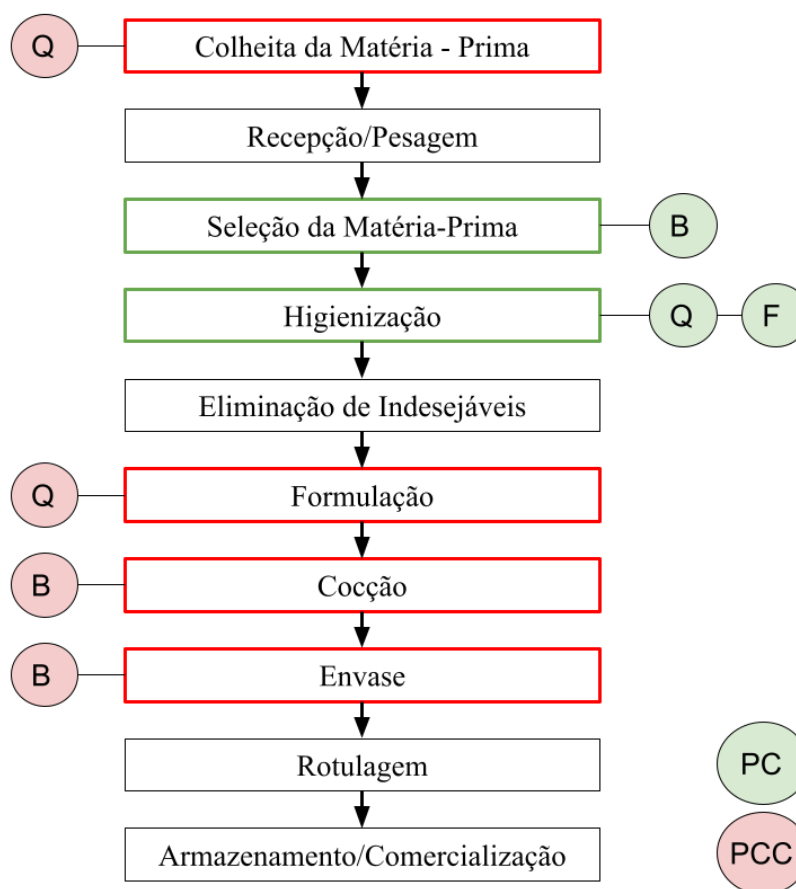 Q
Colheita da Matéria - Prima
Recepção/Pesagem
Seleção da Matéria-Prima
B
Higienização
Q
F
Eliminação de Indesejáveis
Q
Formulação
B
Cocção
B
Envase
Rotulagem
PC
Armazenamento/Comercialização
PCC